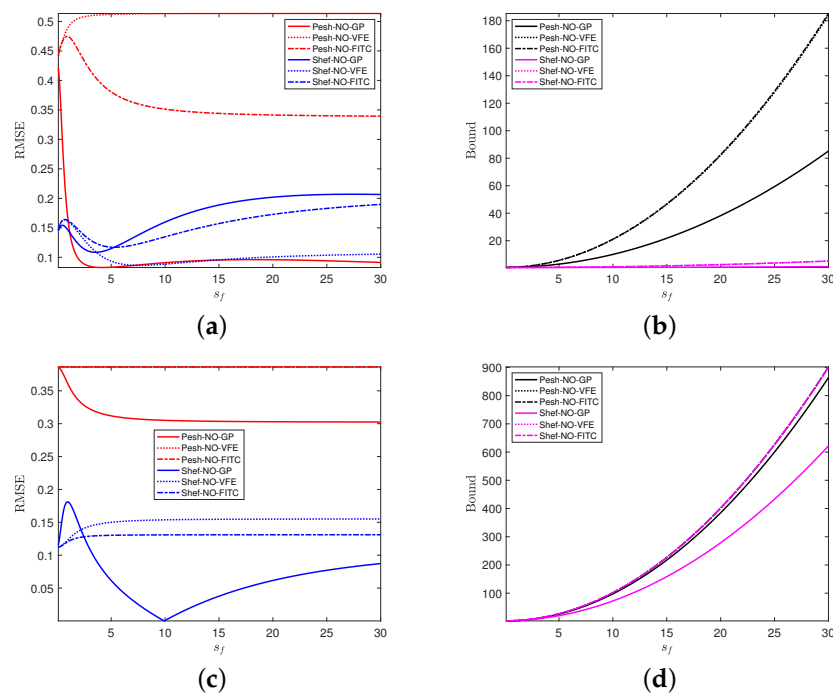 0.5
0.45
0.4
0.35
0.3
0.25
0.2
0.15
0.1
RMSE
5 10 15 20 25 30
s_f
Pesh-NO-GP
Pesh-NO-VFE
Pesh-NO-FITC
Shef-NO-GP
Shef-NO-VFE
Shef-NO-FITC
(a)
180
160
140
120
100
80
60
40
20
Bound
5 10 15 20 25 30
s_f
Pesh-NO-GP
Pesh-NO-VFE
Pesh-NO-FITC
Shef-NO-GP
Shef-NO-VFE
Shef-NO-FITC
(b)
0.35
0.3
0.25
0.2
0.15
0.1
0.05
RMSE
5 10 15 20 25 30
s_f
Pesh-NO-GP
Pesh-NO-VFE
Pesh-NO-FITC
Shef-NO-GP
Shef-NO-VFE
Shef-NO-FITC
(c)
900
800
700
600
500
400
300
200
100
Bound
5 10 15 20 25 30
s_f
Pesh-NO-GP
Pesh-NO-VFE
Pesh-NO-FITC
Shef-NO-GP
Shef-NO-VFE
Shef-NO-FITC
(d)